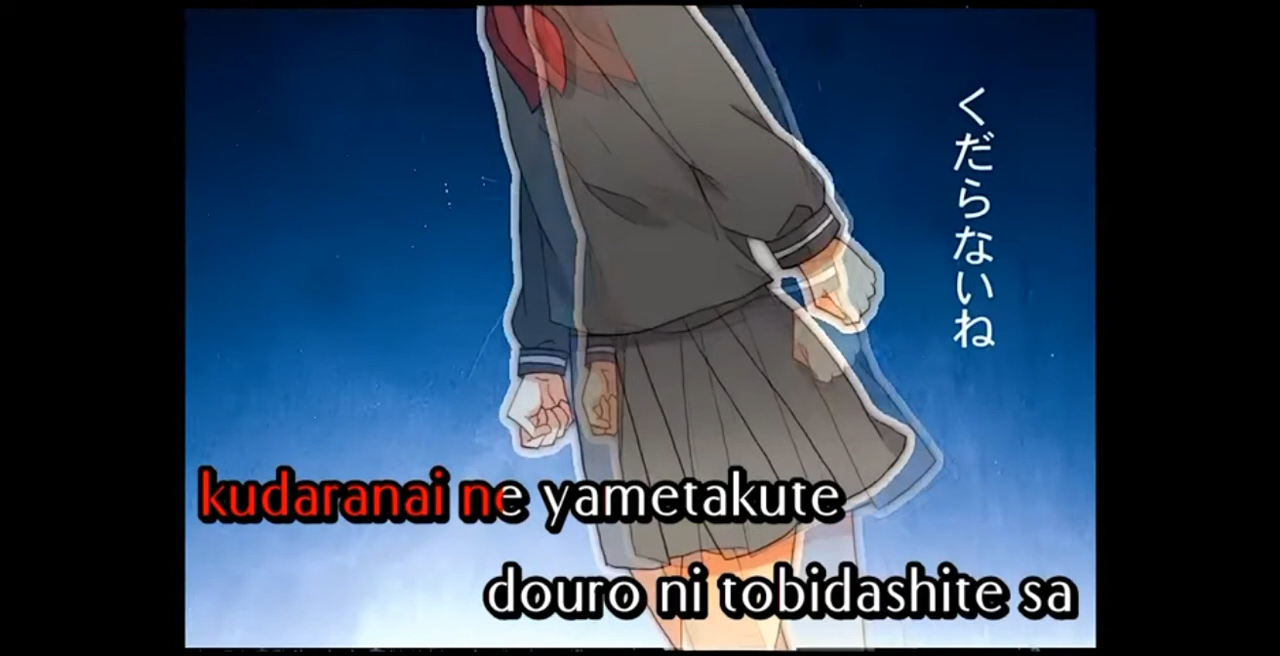 くだらないね
kudaranai ne yametakute
douro ni tobidashite sa